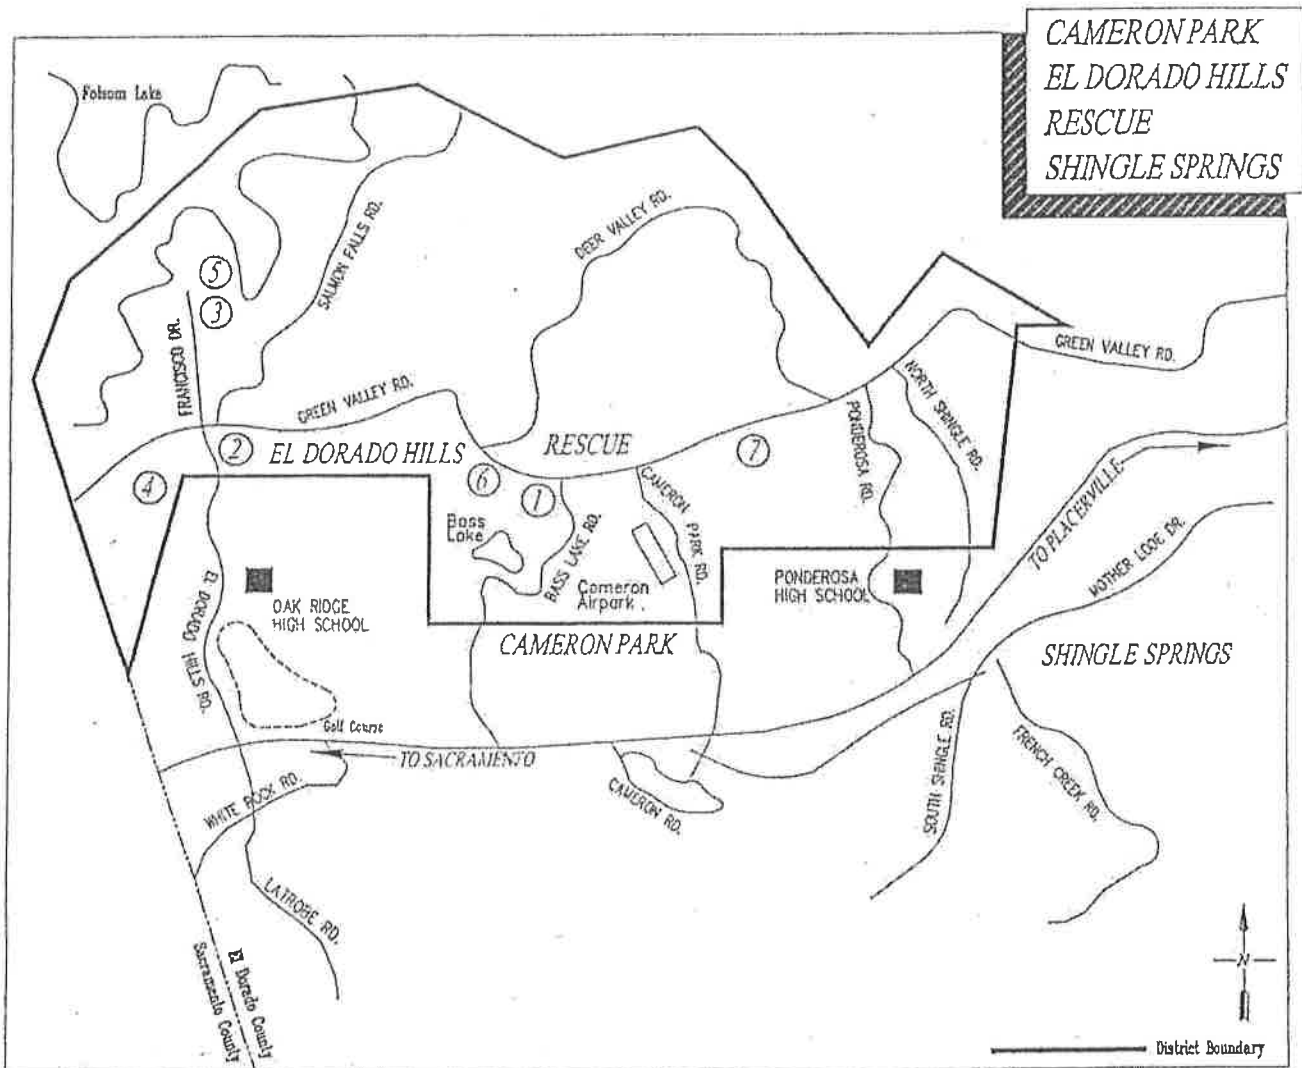 CAMERON PARK
EL DORADO HILLS
RESCUE
SHINGLE SPRINGS
Folsom Lake
SALMON FALLS RD.
DEER VALLEY RD.
5
3
FRANCISCO DR.
GREEN VALLEY RD.
GREEN VALLEY RD.
NORTH SHINGLE RD.
PONDEROSA RD.
2
EL DORADO HILLS
RESCUE
7
4
6
1
Bass
Lake
BASS LAKE RD.
CAMERON PARK RD.
Cameron
Airpark
TO PLACERVILLE
MOTHER LODE DR.
OAK RIDGE
HIGH SCHOOL
PONDEROSA
HIGH SCHOOL
EL DORADO HILLS RD.
CAMERON PARK
SHINGLE SPRINGS
Golf Course
TO SACRAMENTO
WHITE ROCK RD.
CAMERON RD.
SOUTH SHINGLE RD.
FRENCH CREEK RD.
LATROBE RD.
El Dorado County
Sacramento County
N
District Boundary